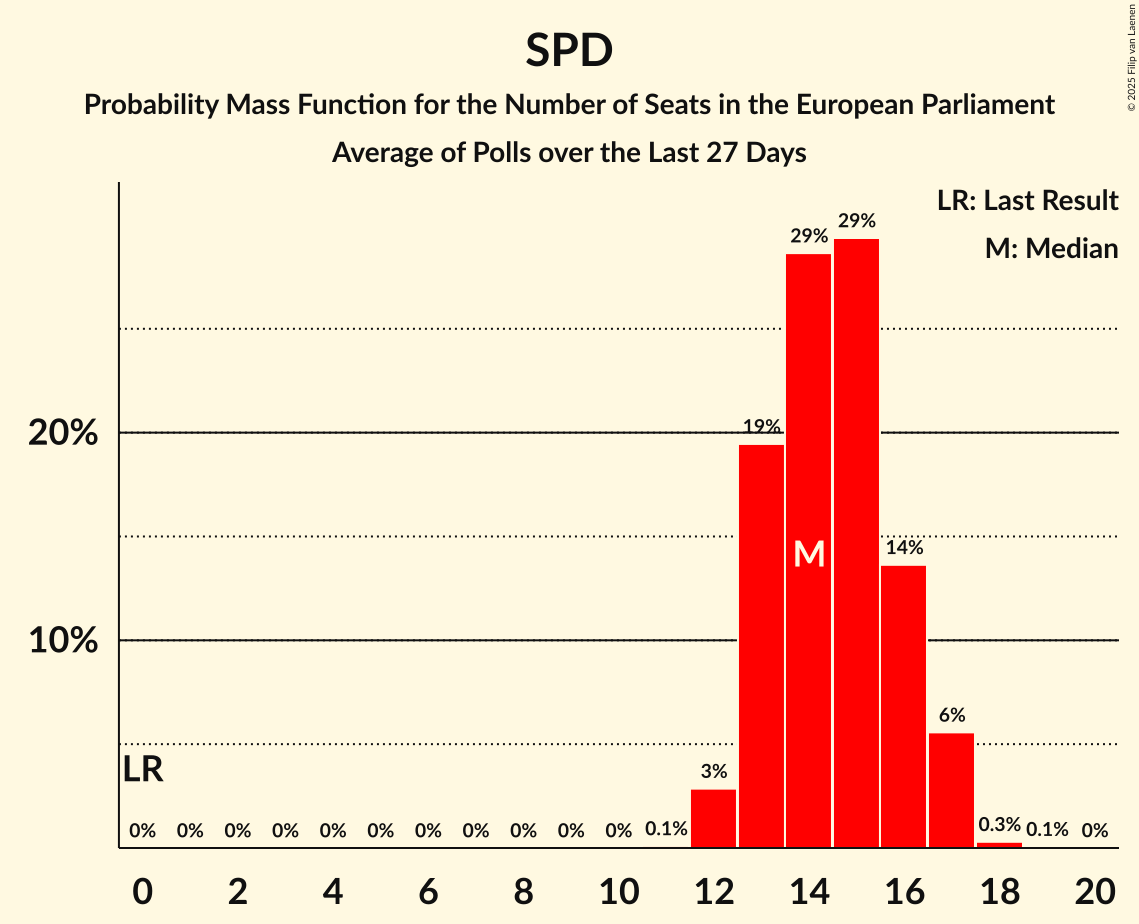 SPD
Probability Mass Function for the Number of Seats in the European Parliament
Average of Polls over the Last 27 Days
© 2025 Filip van Laenen
LR: Last Result
M: Median
20%
10%
LR
M
0% 0% 0% 0% 0% 0% 0% 0% 0% 0% 0% 0.1% 3% 19% 29% 29% 14% 6% 0.3% 0.1% 0%
0 2 4 6 8 10 12 14 16 18 20